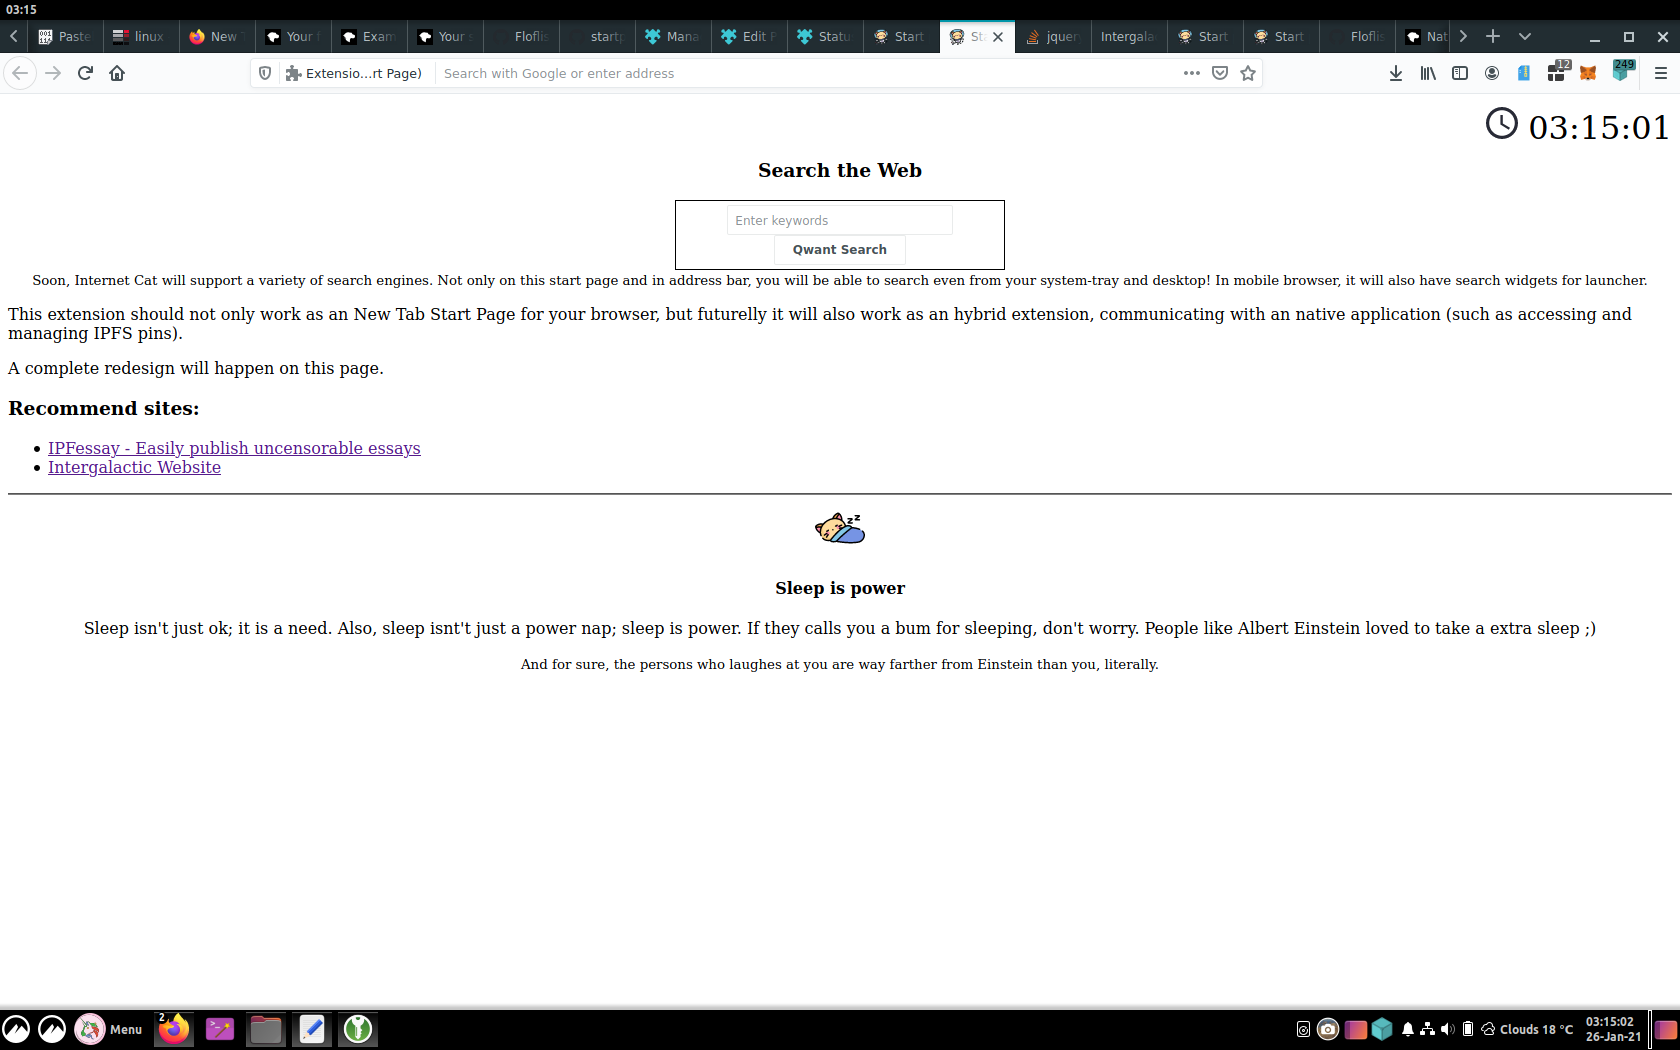 03:15
Paste
linux
New
Your
Exam
Your
Floflis
start
Mana
Edit P
Statu
Start
St
jquer
Intergala
Start
Start
Floflis
Nat
Extensio...rt Page)
Search with Google or enter address
12
249
03:15:01
Search the Web
Enter keywords
Qwant Search
Soon, Internet Cat will support a variety of search engines. Not only on this start page and in address bar, you will be able to search even from your system-tray and desktop! In mobile browser, it will also have search widgets for launcher.
This extension should not only work as an New Tab Start Page for your browser, but futurelly it will also work as an hybrid extension, communicating with an native application (such as accessing and
managing IPFS pins).
A complete redesign will happen on this page.
Recommend sites:
IPFessay - Easily publish uncensorable essays
Intergalactic Website
zz
Sleep is power
Sleep isn't just ok; it is a need. Also, sleep isnt't just a power nap; sleep is power. If they calls you a bum for sleeping, don't worry. People like Albert Einstein loved to take a extra sleep ;)
And for sure, the persons who laughes at you are way farther from Einstein than you, literally.
Menu
2
Clouds 18 °C
03:15:02
26-Jan-21